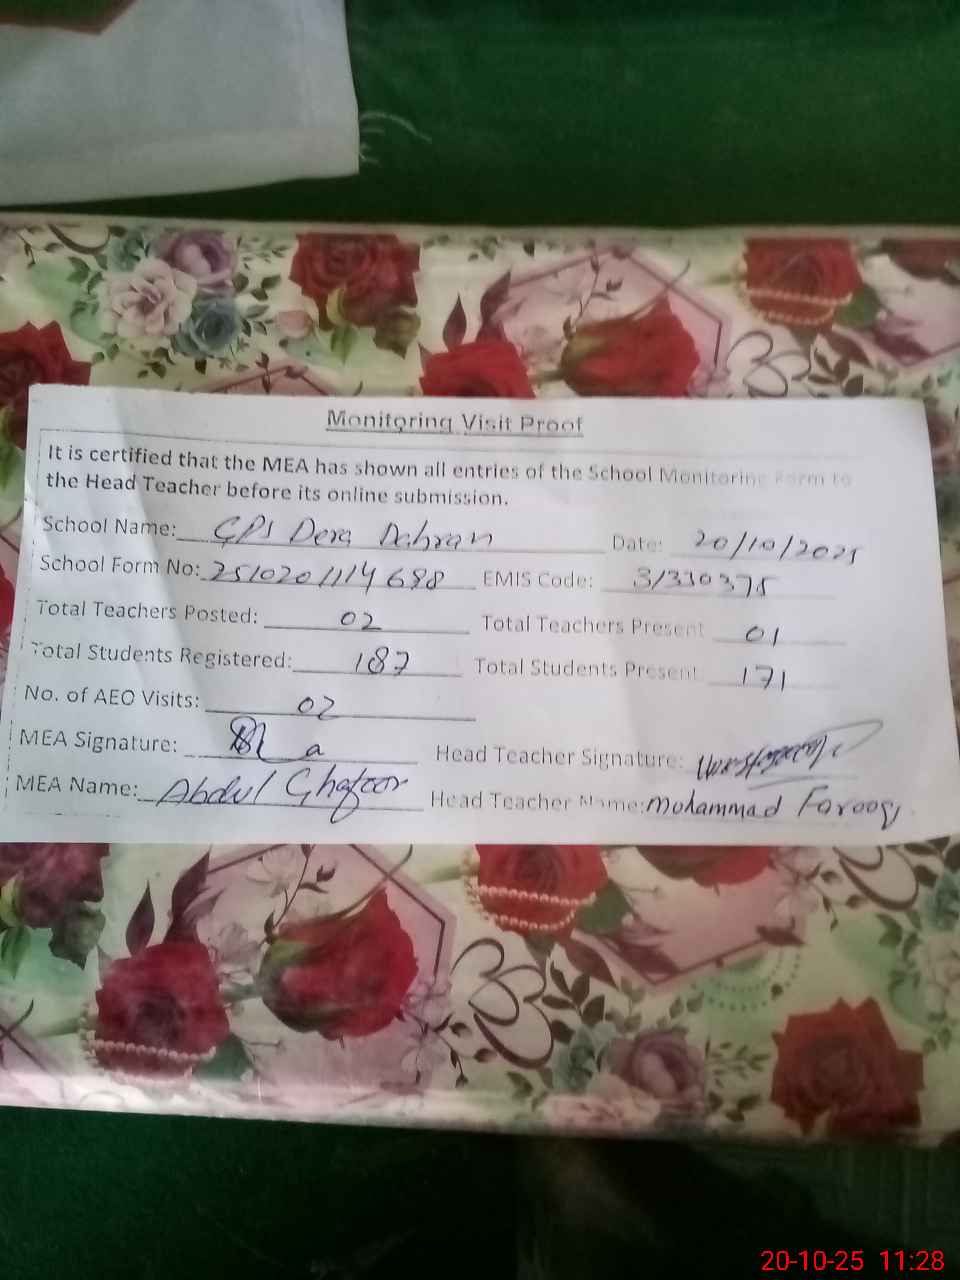 Monitoring Visit Proof
It is certified that the MEA has shown all entries of the School Monitoring Form to
the Head Teacher before its online submission.
School Name: GPS Dera Dahran Date: 20/10/2025
School Form No: 2510201114698 EMIS Code: 31330375
Total Teachers Posted: 02 Total Teachers Present 01
Total Students Registered: 187 Total Students Present: 171
No. of AEO Visits: 02
MEA Signature: Head Teacher Signature:
MEA Name: Abdul Ghafoor Head Teacher Name: Muhammad Farooq
20-10-25 11:28